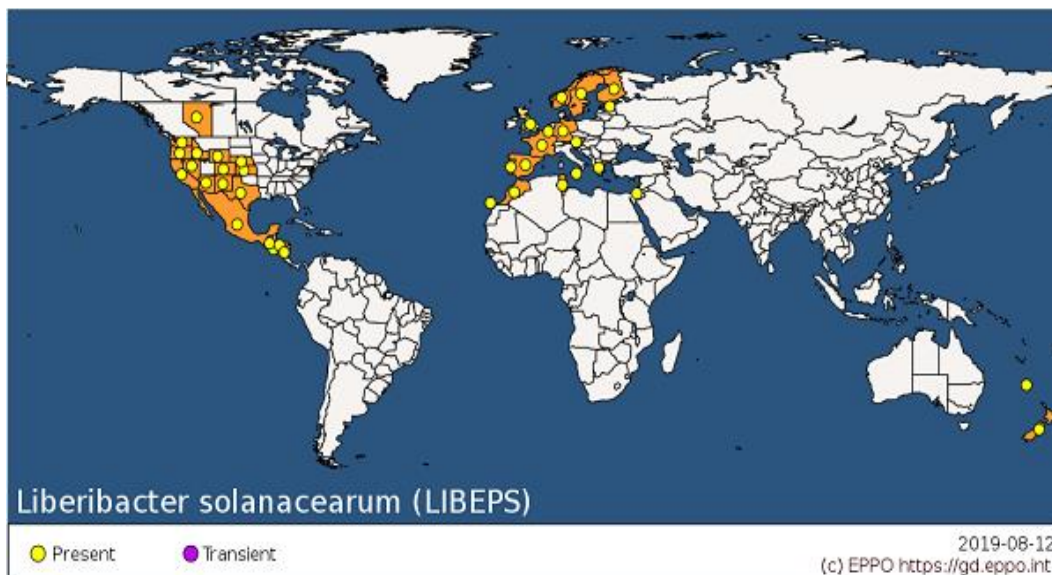 Liberibacter solanacearum (LIBEPS)
Present
Transient
2019-08-12
(c) EPPO https://gd.eppo.int